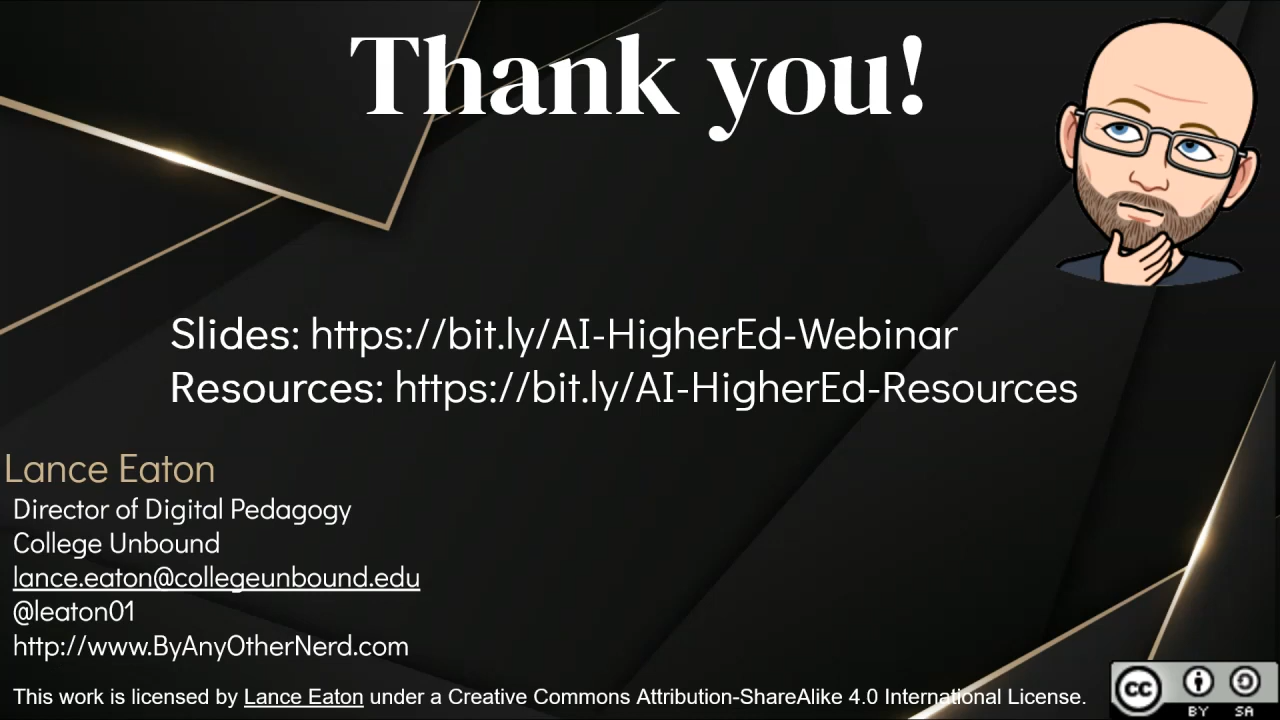 Thank you!
Slides: https://bit.ly/AI-HigherEd-Webinar
Resources: https://bit.ly/AI-HigherEd-Resources
Lance Eaton
Director of Digital Pedagogy
College Unbound
lance.eaton@collegeunbound.edu
@leaton01
http://www.ByAnyOtherNerd.com
This work is licensed by Lance Eaton under a Creative Commons Attribution-ShareAlike 4.0 International License.
cc
BY SA